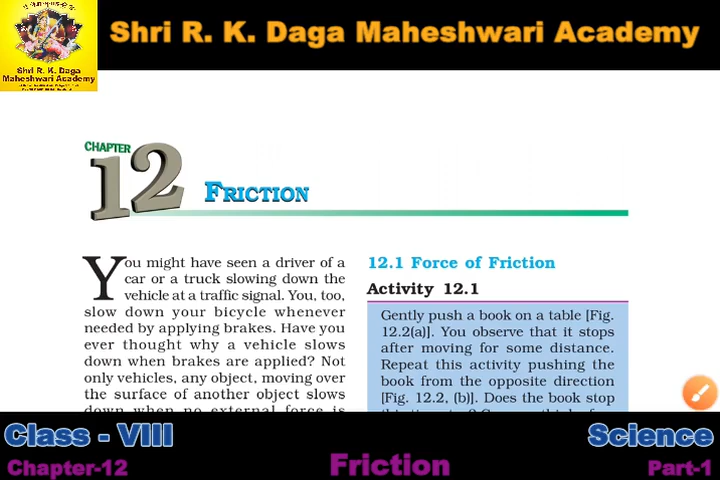 Shri R. K. Daga Maheshwari Academy
Shri R. K. Daga
Maheshwari Academy
CHAPTER
12
FRICTION
You might have seen a driver of a
car or a truck slowing down the
vehicle at a traffic signal. You, too,
slow down your bicycle whenever
needed by applying brakes. Have you
ever thought why a vehicle slows
down when brakes are applied? Not
only vehicles, any object, moving over
the surface of another object slows
down when no external force is
12.1 Force of Friction
Activity 12.1
Gently push a book on a table [Fig.
12.2(a)]. You observe that it stops
after moving for some distance.
Repeat this activity pushing the
book from the opposite direction
[Fig. 12.2, (b)]. Does the book stop
Class - VIII
Science
Chapter-12
Friction
Part-1